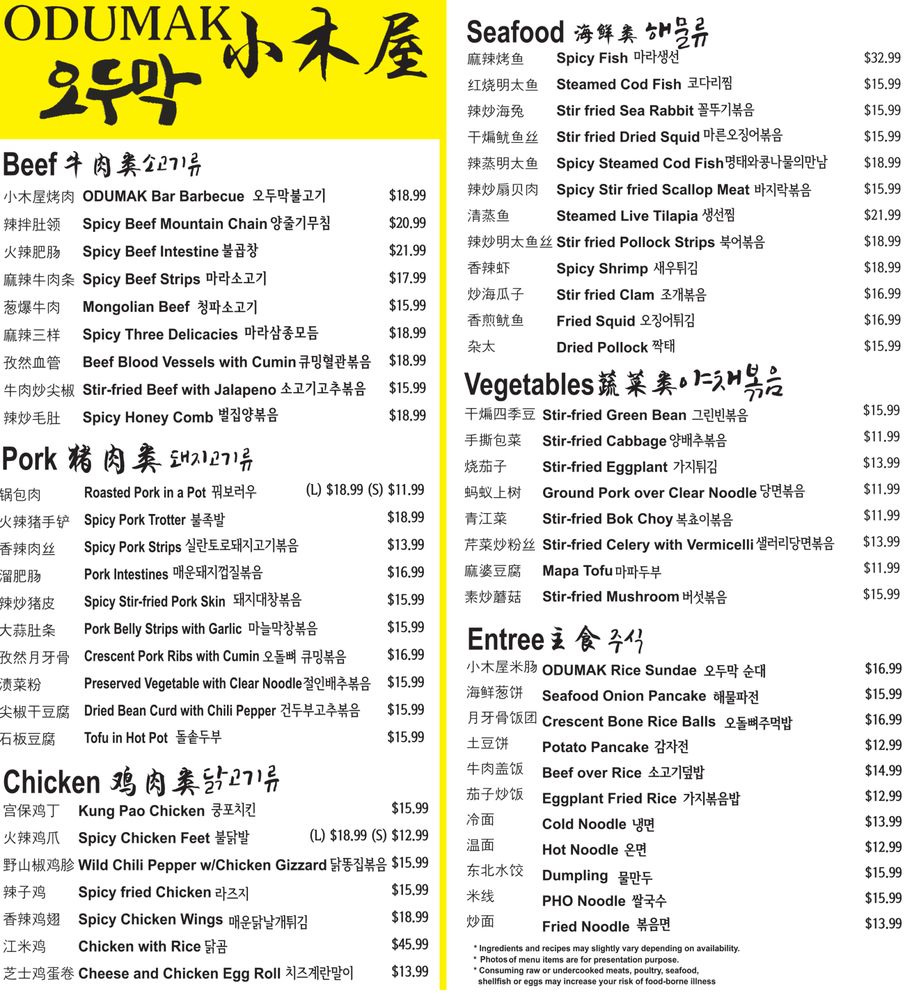 ODUMAK 小木屋
오두막
Beef 牛肉类 소고기류
小木屋烤肉 ODUMAK Bar Barbecue 오두막불고기 $18.99
辣拌肚领 Spicy Beef Mountain Chain 양줄기무침 $20.99
火辣肥肠 Spicy Beef Intestine 불곱창 $21.99
麻辣牛肉条 Spicy Beef Strips 마라소고기 $17.99
葱爆牛肉 Mongolian Beef 청파소고기 $15.99
麻辣三样 Spicy Three Delicacies 마라삼종모듬 $18.99
孜然血管 Beef Blood Vessels with Cumin 큐밍혈관볶음 $18.99
牛肉炒尖椒 Stir-fried Beef with Jalapeno 소고기고추볶음 $15.99
辣炒毛肚 Spicy Honey Comb 벌집양볶음 $18.99
Pork 猪肉类 돼지고기류
锅包肉 Roasted Pork in a Pot 꿔보러우 (L) $18.99 (S) $11.99
火辣猪手铲 Spicy Pork Trotter 불족발 $18.99
香辣肉丝 Spicy Pork Strips 실란토로돼지고기볶음 $13.99
溜肥肠 Pork Intestines 매운돼지껍질볶음 $16.99
辣炒猪皮 Spicy Stir-fried Pork Skin 돼지대창볶음 $15.99
大蒜肚条 Pork Belly Strips with Garlic 마늘막창볶음 $15.99
孜然月牙骨 Crescent Pork Ribs with Cumin 오돌뼈 큐밍볶음 $16.99
渍菜粉 Preserved Vegetable with Clear Noodle 절인배추볶음 $15.99
尖椒干豆腐 Dried Bean Curd with Chili Pepper 건두부고추볶음 $15.99
石板豆腐 Tofu in Hot Pot 돌솥두부 $15.99
Chicken 鸡肉类 닭고기류
宫保鸡丁 Kung Pao Chicken 쿵포치킨 $15.99
火辣鸡爪 Spicy Chicken Feet 불닭발 (L) $18.99 (S) $12.99
野山椒鸡胗 Wild Chili Pepper w/Chicken Gizzard 닭똥집볶음 $15.99
辣子鸡 Spicy fried Chicken 라즈지 $15.99
香辣鸡翅 Spicy Chicken Wings 매운닭날개튀김 $18.99
江米鸡 Chicken with Rice 닭곰 $45.99
芝士鸡蛋卷 Cheese and Chicken Egg Roll 치즈계란말이 $13.99
Seafood 海鲜类 해물류
麻辣烤鱼 Spicy Fish 마라생선 $32.99
红烧明太鱼 Steamed Cod Fish 코다리찜 $15.99
辣炒海兔 Stir fried Sea Rabbit 꼴뚜기볶음 $15.99
干煸鱿鱼丝 Stir fried Dried Squid 마른오징어볶음 $15.99
辣蒸明太鱼 Spicy Steamed Cod Fish 명태와콩나물의만남 $18.99
辣炒扇贝肉 Spicy Stir fried Scallop Meat 바지락볶음 $15.99
清蒸鱼 Steamed Live Tilapia 생선찜 $21.99
辣炒明太鱼丝 Stir fried Pollock Strips 북어볶음 $18.99
香辣虾 Spicy Shrimp 새우튀김 $18.99
炒海瓜子 Stir fried Clam 조개볶음 $16.99
香煎鱿鱼 Fried Squid 오징어튀김 $16.99
杂太 Dried Pollock 짝태 $15.99
Vegetables 蔬菜类 야채볶음
干煸四季豆 Stir-fried Green Bean 그린빈볶음 $15.99
手撕包菜 Stir-fried Cabbage 양배추볶음 $11.99
烧茄子 Stir-fried Eggplant 가지튀김 $13.99
蚂蚁上树 Ground Pork over Clear Noodle 당면볶음 $11.99
青江菜 Stir-fried Bok Choy 복쵸이볶음 $11.99
芹菜炒粉丝 Stir-fried Celery with Vermicelli 샐러리당면볶음 $13.99
麻婆豆腐 Mapa Tofu 마파두부 $11.99
素炒蘑菇 Stir-fried Mushroom 버섯볶음 $15.99
Entree 主食 주식
小木屋米肠 ODUMAK Rice Sundae 오두막 순대 $16.99
海鲜葱饼 Seafood Onion Pancake 해물파전 $15.99
月牙骨饭团 Crescent Bone Rice Balls 오돌뼈주먹밥 $16.99
土豆饼 Potato Pancake 감자전 $12.99
牛肉盖饭 Beef over Rice 소고기덮밥 $14.99
茄子炒饭 Eggplant Fried Rice 가지볶음밥 $12.99
冷面 Cold Noodle 냉면 $13.99
温面 Hot Noodle 온면 $12.99
东北水饺 Dumpling 물만두 $15.99
米线 PHO Noodle 쌀국수 $15.99
炒面 Fried Noodle 볶음면 $13.99
* Ingredients and recipes may slightly vary depending on availability.
* Photos of menu items are for presentation purpose.
* Consuming raw or undercooked meats, poultry, seafood,
shellfish or eggs may increase your risk of food-borne illness